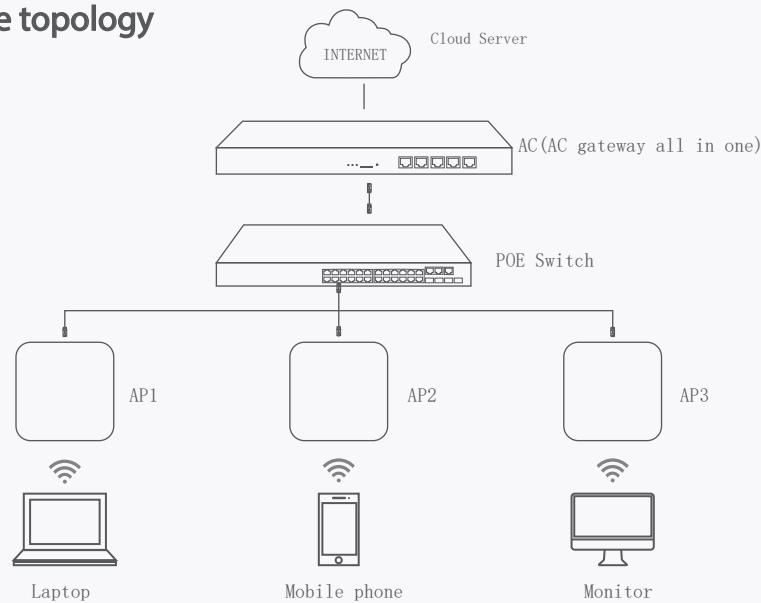 e topology
Cloud Server
INTERNET
AC(AC gateway all in one)
POE Switch
AP1
AP2
AP3
Laptop
Mobile phone
Monitor